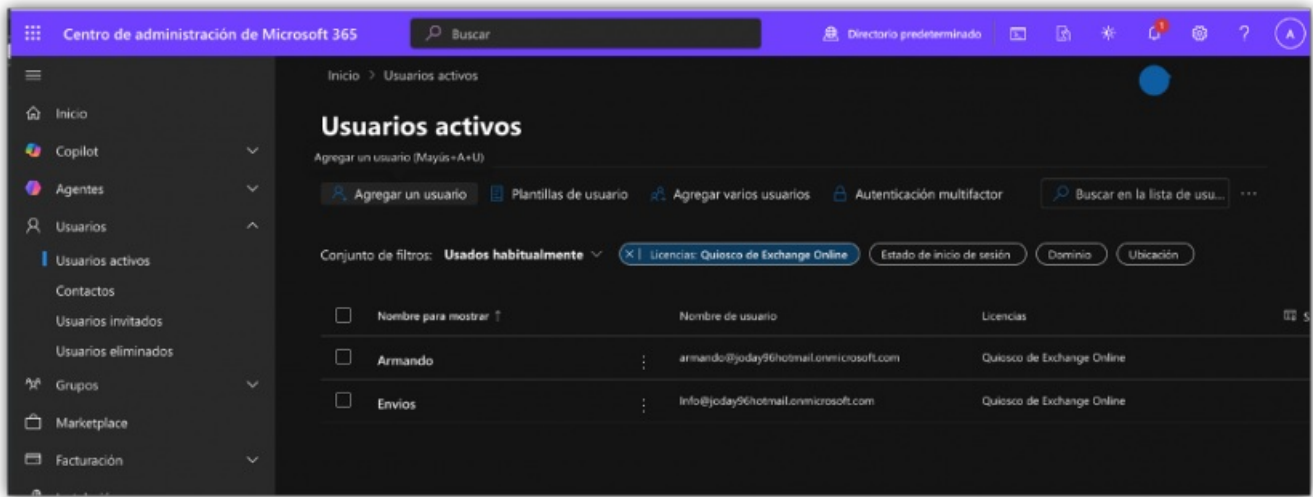 Centro de administración de Microsoft 365
Buscar
Directorio predeterminado
1
?
A
Inicio > Usuarios activos
Inicio
Copilot
Agentes
Usuarios
Usuarios activos
Contactos
Usuarios invitados
Usuarios eliminados
Grupos
Marketplace
Facturación
Usuarios activos
Agregar un usuario (Mayús+A+U)
Agregar un usuario
Plantillas de usuario
Agregar varios usuarios
Autenticación multifactor
Buscar en la lista de usu...
Conjunto de filtros: Usados habitualmente
Licencias: Quiosco de Exchange Online
Estado de inicio de sesión
Dominio
Ubicación
Nombre para mostrar ↑ Nombre de usuario Licencias
Armando armando@joday96hotmail.onmicrosoft.com Quiosco de Exchange Online
Envios Info@joday96hotmail.onmicrosoft.com Quiosco de Exchange Online